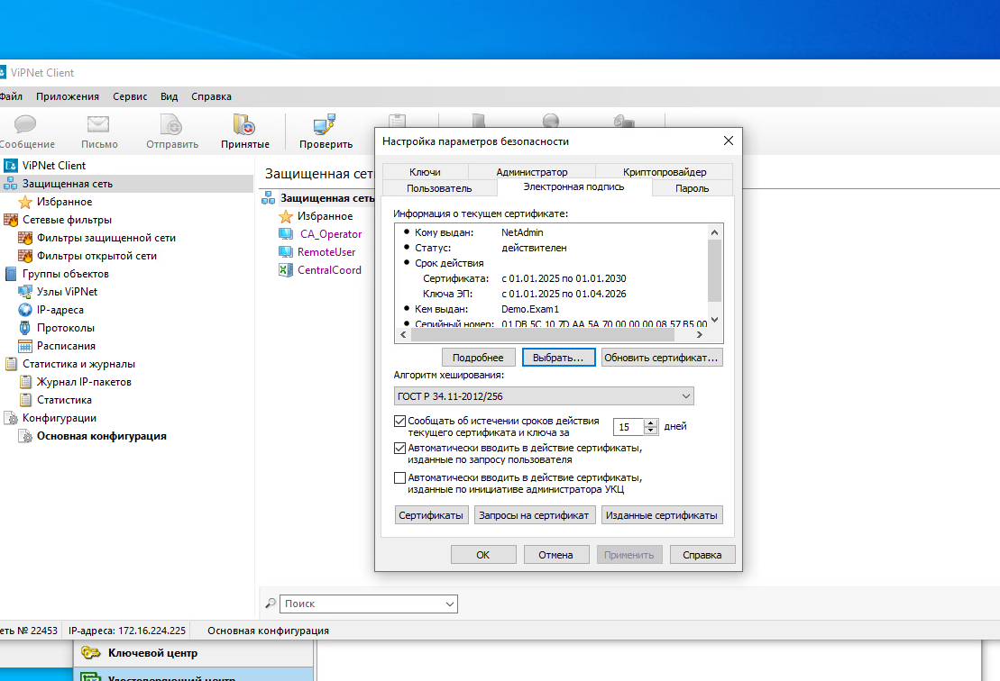 ViPNet Client
Файл Приложения Сервис Вид Справка
Сообщение Письмо Отправить Принятые Проверить
ViPNet Client
Защищенная сеть
Избранное
Сетевые фильтры
Фильтры защищенной сети
Фильтры открытой сети
Группы объектов
Узлы ViPNet
IP-адреса
Протоколы
Расписания
Статистика и журналы
Журнал IP-пакетов
Статистика
Конфигурации
Основная конфигурация
Защищенная сет
Защищенная сеть
Избранное
CA_Operator
RemoteUser
CentralCoord
Настройка параметров безопасности
Ключи Администратор Криптопровайдер
Пользователь Электронная подпись Пароль
Информация о текущем сертификате:
Кому выдан: NetAdmin
Статус: действителен
Срок действия
Сертификата: с 01.01.2025 по 01.01.2030
Ключа ЭП: с 01.01.2025 по 01.04.2026
Кем выдан: Demo.Exam1
Серийный номер: 01 DB 5C 10 7D AA 5A 70 00 00 00 08 57 B5 00
Подробнее Выбрать... Обновить сертификат...
Алгоритм хеширования:
ГОСТ Р 34.11-2012/256
Сообщать об истечении сроков действия
текущего сертификата и ключа за 15 дней
Автоматически вводить в действие сертификаты,
изданные по запросу пользователя
Автоматически вводить в действие сертификаты,
изданные по инициативе администратора УКЦ
Сертификаты Запросы на сертификат Изданные сертификаты
ОК Отмена Применить Справка
Поиск
еть № 22453 IP-адреса: 172.16.224.225 Основная конфигурация
Ключевой центр
Удостоверяющий центр